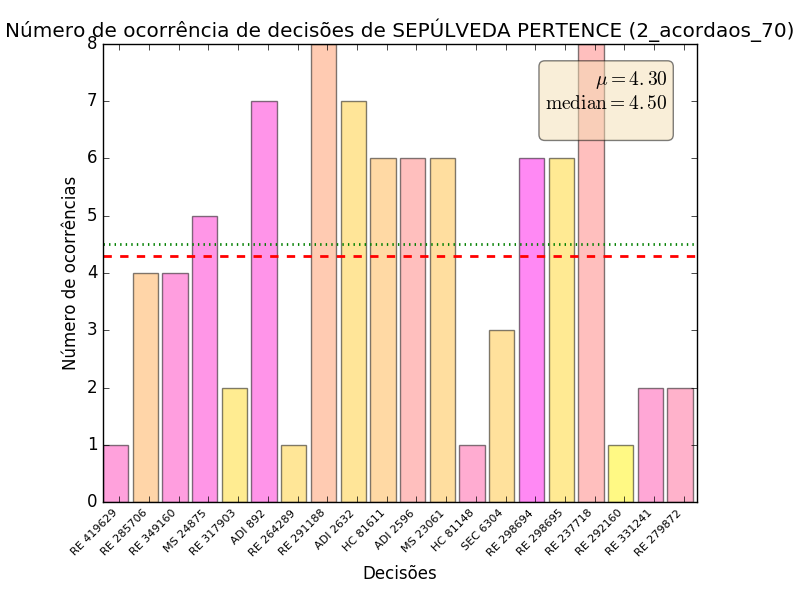 Número de ocorrência de decisões de SEPÚLVEDA PERTENCE (2_acordaos_70)
μ = 4.30
median = 4.50
Número de ocorrências
8
7
6
5
4
3
2
1
0
RE 419629
RE 285706
RE 349160
MS 24875
RE 317903
ADI 892
RE 264289
RE 291188
ADI 2632
HC 81611
ADI 2596
MS 23061
HC 81148
SEC 6304
RE 298694
RE 298695
RE 237718
RE 292160
RE 331241
RE 279872
Decisões